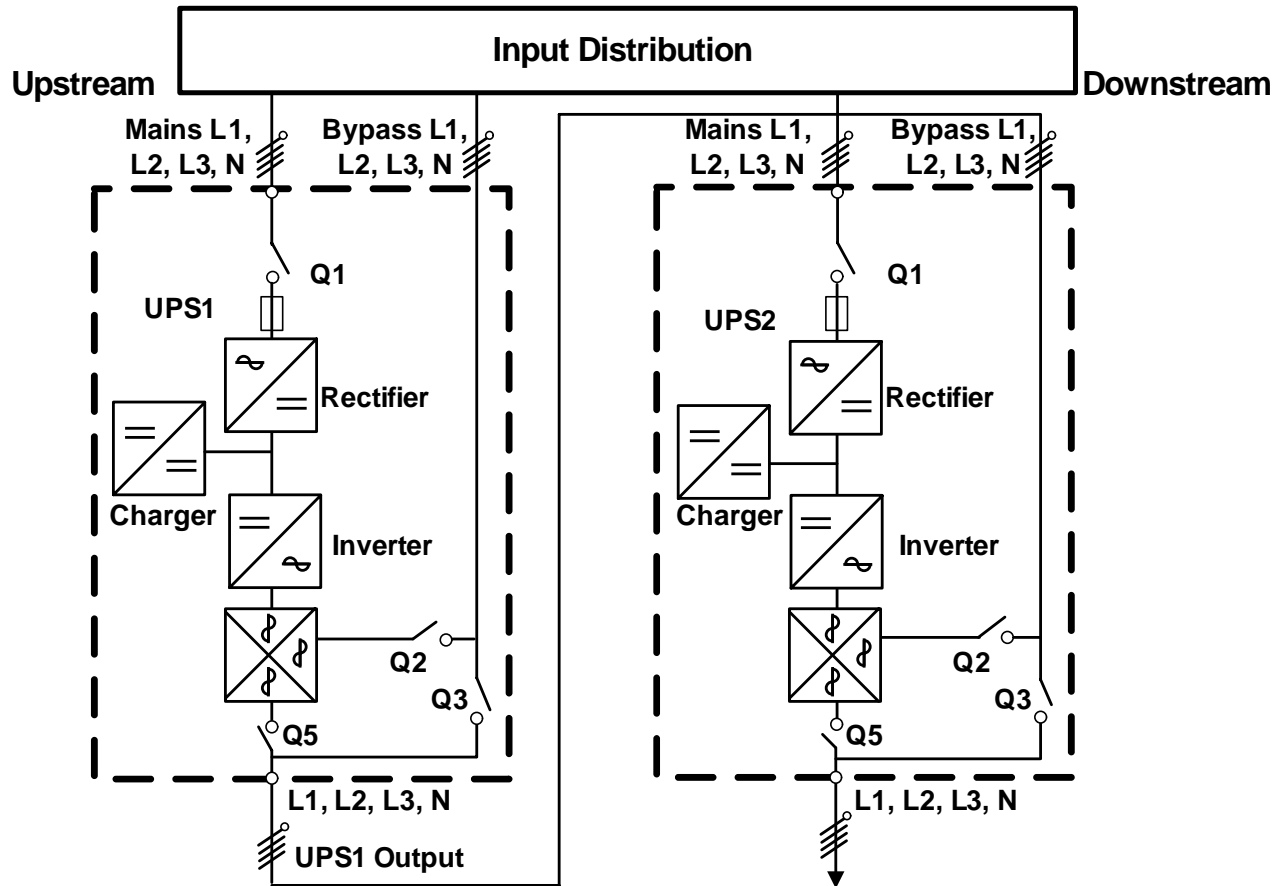 Input Distribution
Upstream
Downstream
Mains L1,
L2, L3, N
Bypass L1,
L2, L3, N
Mains L1,
L2, L3, N
Bypass L1,
L2, L3, N
Q1
UPS1
Rectifier
Charger
Inverter
Q2
Q3
Q5
L1, L2, L3, N
UPS1 Output
Q1
UPS2
Rectifier
Charger
Inverter
Q2
Q3
Q5
L1, L2, L3, N